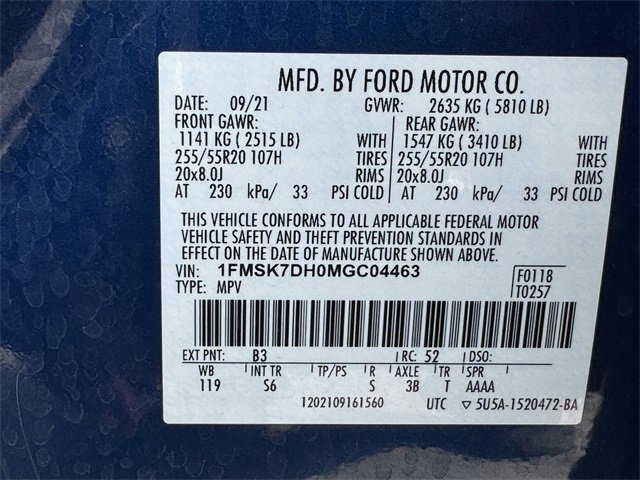 MFD. BY FORD MOTOR CO.
DATE: 09/21 GVWR: 2635 KG ( 5810 LB)
FRONT GAWR: REAR GAWR:
1141 KG ( 2515 LB) WITH 1547 KG ( 3410 LB) WITH
255/55R20 107H TIRES 255/55R20 107H TIRES
20x8.0J RIMS 20x8.0J RIMS
AT 230 kPa/ 33 PSI COLD AT 230 kPa/ 33 PSI COLD
THIS VEHICLE CONFORMS TO ALL APPLICABLE FEDERAL MOTOR
VEHICLE SAFETY AND THEFT PREVENTION STANDARDS IN
EFFECT ON THE DATE OF MANUFACTURE SHOWN ABOVE.
VIN: 1FMSK7DH0MGC04463 F0118
TYPE: MPV T0257
EXT PNT: B3 RC: 52 DSO:
WB INT TR TP/PS R AXLE TR SPR
119 S6 S 3B T AAAA
1202109161560 UTC ▽ 5U5A-1520472-BA